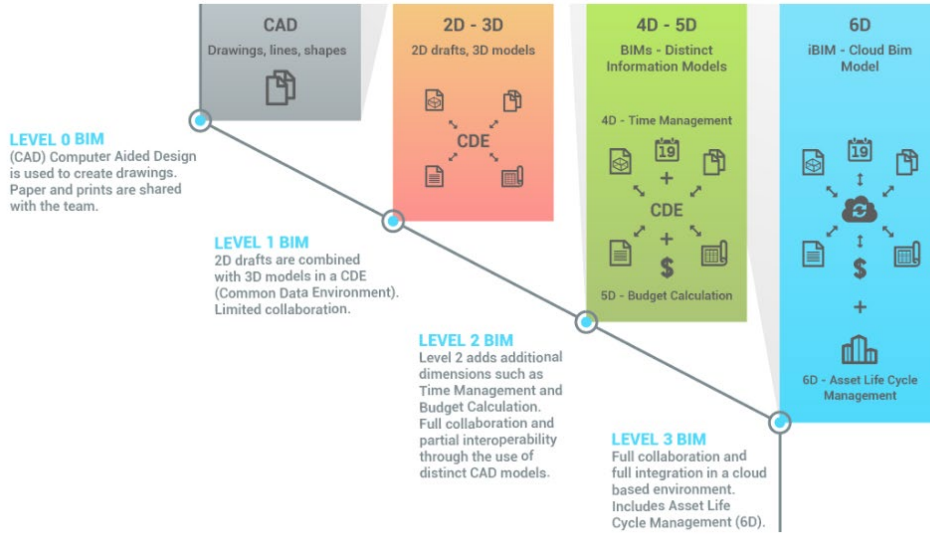 CAD
Drawings, lines, shapes
2D - 3D
2D drafts, 3D models
CDE
4D - 5D
BIMs - Distinct
Information Models
4D - Time Management
19
CDE
$
5D - Budget Calculation
6D
iBIM - Cloud Bim
Model
19
$
6D - Asset Life Cycle
Management
LEVEL 0 BIM
(CAD) Computer Aided Design
is used to create drawings.
Paper and prints are shared
with the team.
LEVEL 1 BIM
2D drafts are combined
with 3D models in a CDE
(Common Data Environment).
Limited collaboration.
LEVEL 2 BIM
Level 2 adds additional
dimensions such as
Time Management and
Budget Calculation.
Full collaboration and
partial interoperability
through the use of
distinct CAD models.
LEVEL 3 BIM
Full collaboration and
full integration in a cloud
based environment.
Includes Asset Life
Cycle Management (6D).